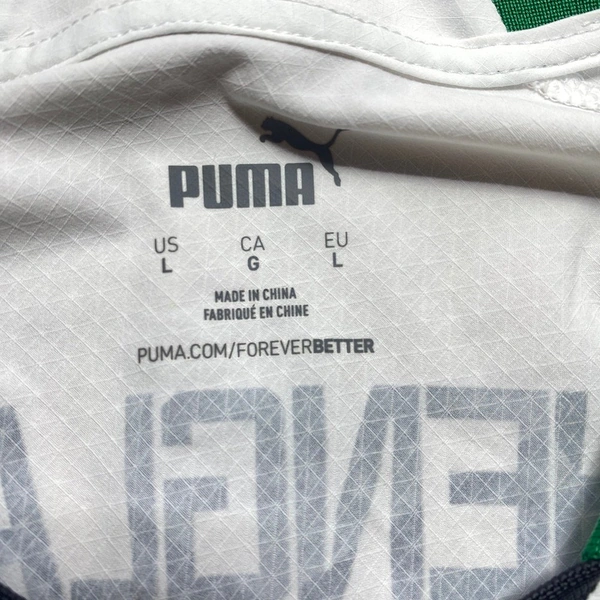 PUMA
US CA EU
L G L
MADE IN CHINA
FABRIQUÉ EN CHINE
PUMA.COM/FOREVERBETTER